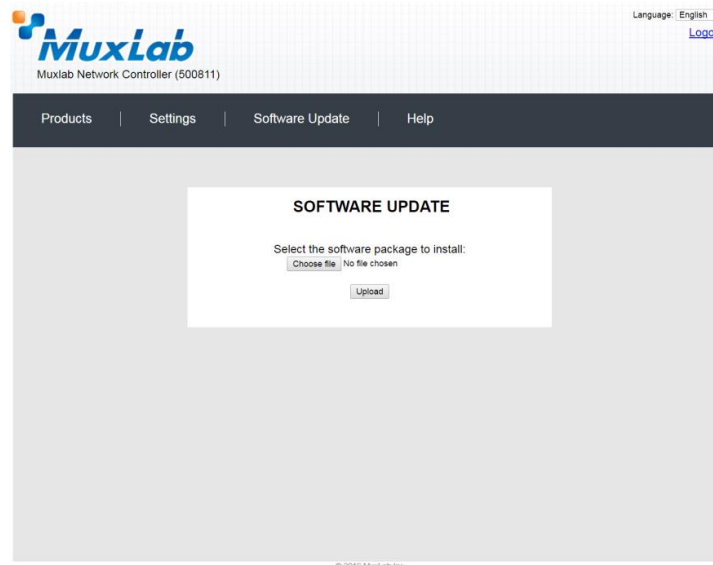 Language: English
Logo
MuxLab
Muxlab Network Controller (500811)
Products | Settings | Software Update | Help
SOFTWARE UPDATE
Select the software package to install:
Choose file No file chosen
Upload